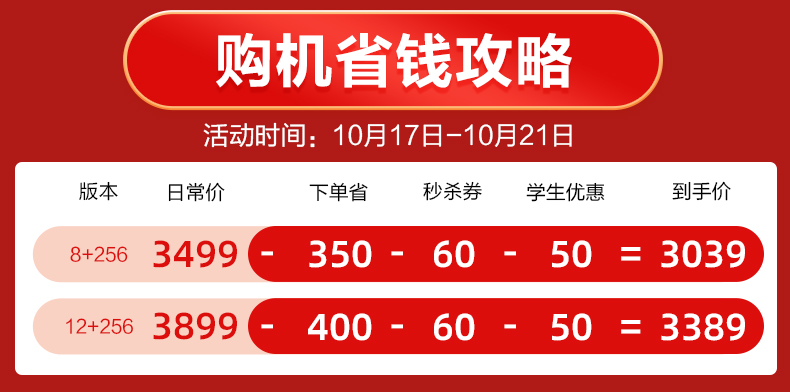 购机省钱攻略
活动时间：10月17日-10月21日
版本 日常价 下单省 秒杀券 学生优惠 到手价
8+256 3499 - 350 - 60 - 50 = 3039
12+256 3899 - 400 - 60 - 50 = 3389